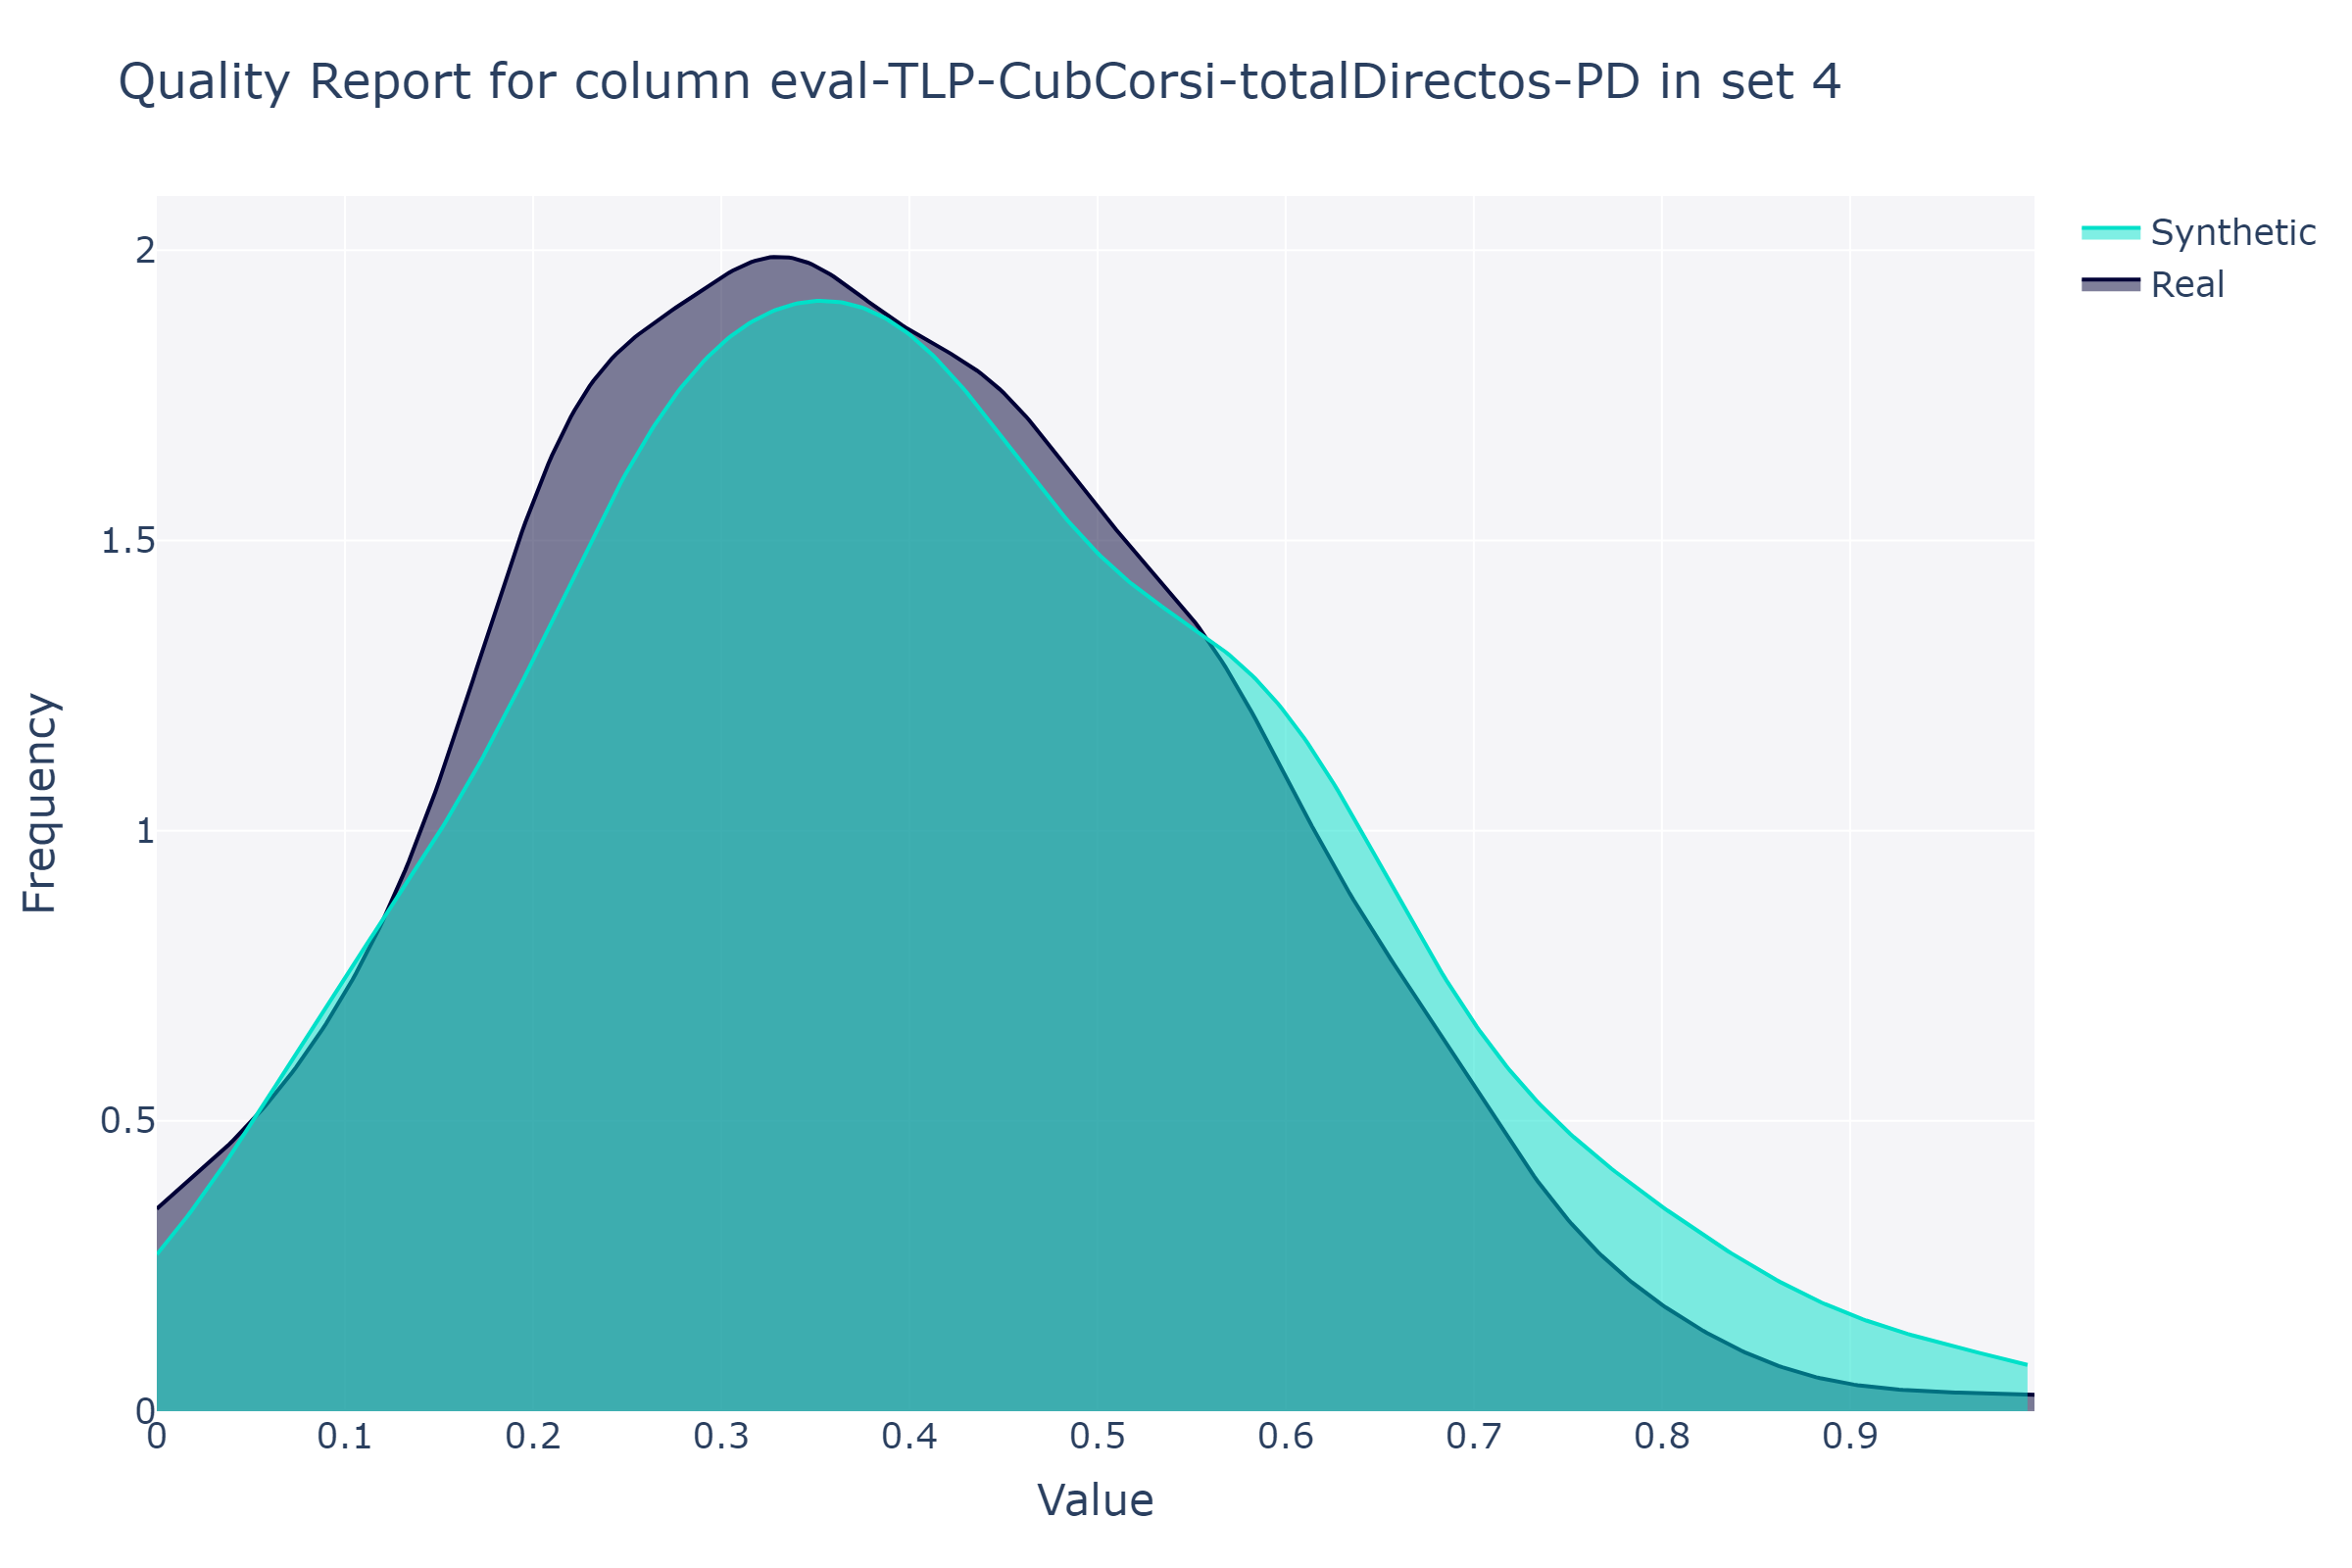 Quality Report for column eval-TLP-CubCorsi-totalDirectos-PD in set 4
Synthetic
Real
Frequency
2
1.5
1
0.5
0
0 0.1 0.2 0.3 0.4 0.5 0.6 0.7 0.8 0.9
Value